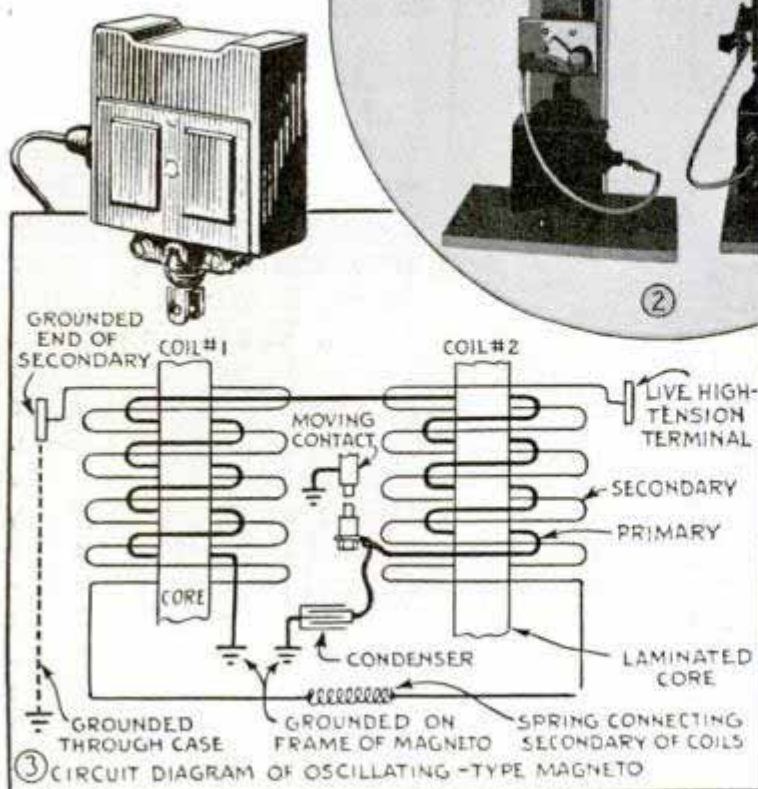 ②
GROUNDED
END OF
SECONDARY
COIL #1
COIL #2
MOVING
CONTACT
LIVE HIGH-
TENSION
TERMINAL
SECONDARY
PRIMARY
CORE
CONDENSER
LAMINATED
CORE
GROUNDED
THROUGH CASE
GROUNDED ON
FRAME OF MAGNETO
SPRING CONNECTING
SECONDARY OF COILS
③ CIRCUIT DIAGRAM OF OSCILLATING-TYPE MAGNETO